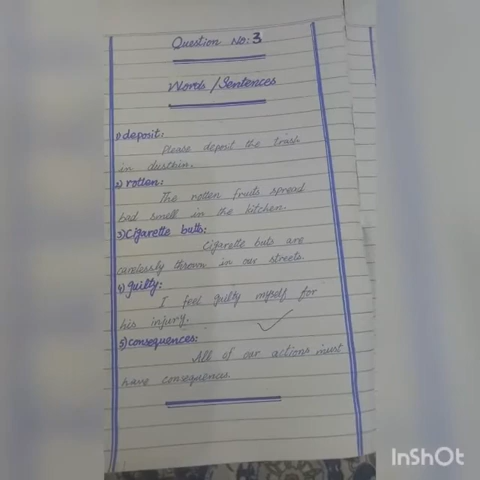 Question No: 3
Words / Sentences
1) deposit:
Please deposit the trash
in dustbin.
2) rotten:
The rotten fruits spread
bad smell in the kitchen.
3) Cigarette butts:
Cigarette buts are
carelessly thrown in our streets.
4) guilty:
I feel guilty myself for
his injury.
5) consequences:
All of our actions must
have consequences.
InShOt